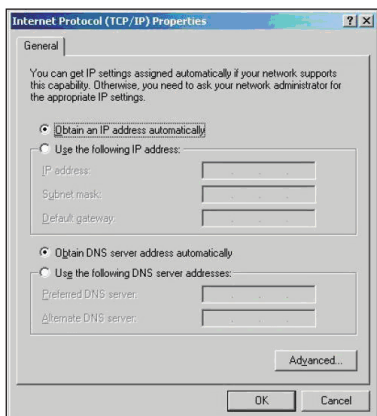 Internet Protocol (TCP/IP) Properties
General
You can get IP settings assigned automatically if your network supports
this capability. Otherwise, you need to ask your network administrator for
the appropriate IP settings.
Obtain an IP address automatically
Use the following IP address:
IP address:
Subnet mask:
Default gateway:
Obtain DNS server address automatically
Use the following DNS server addresses:
Preferred DNS server:
Alternate DNS server:
Advanced...
OK
Cancel